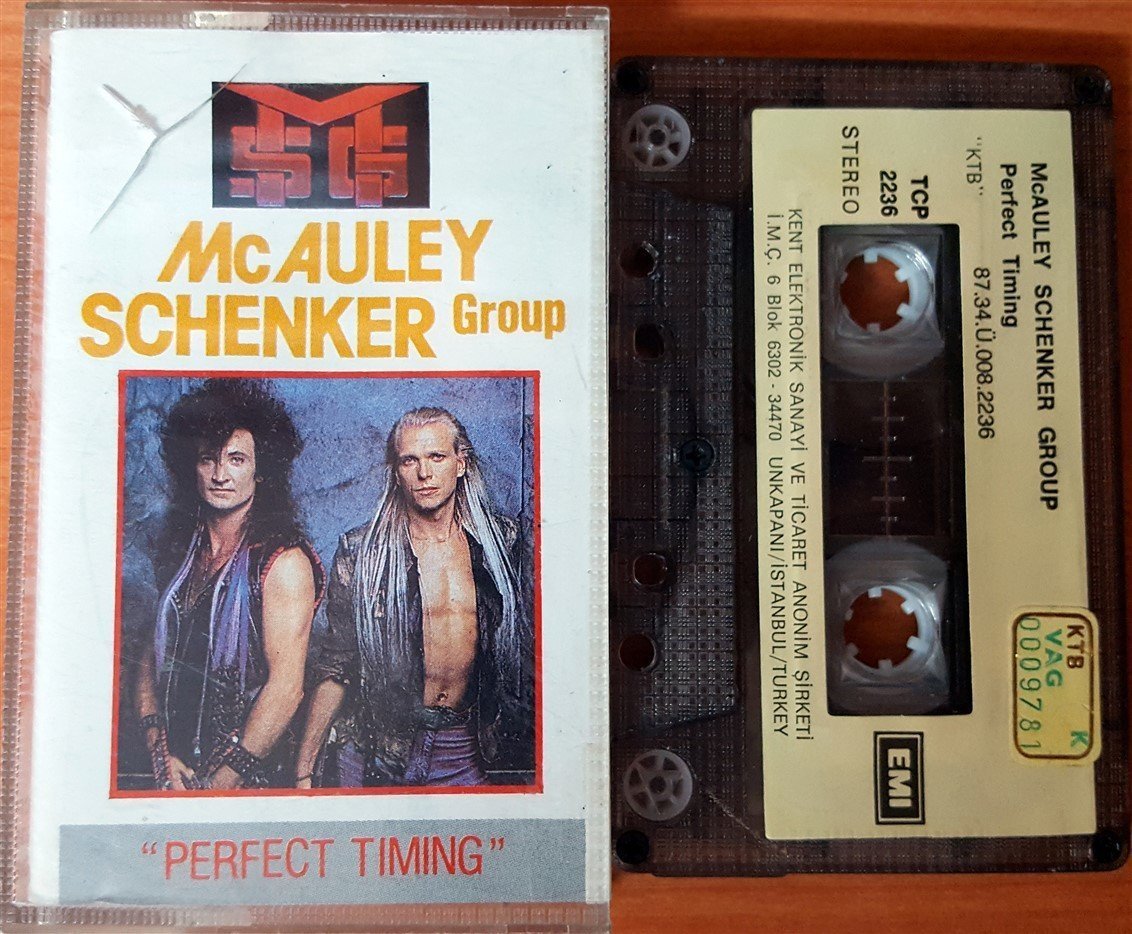 MSG
McAULEY
SCHENKER Group
"PERFECT TIMING"
McAULEY SCHENKER GROUP
Perfect Timing
"KTB" 87.34.Ü.008.2236
TCP
2236
STEREO
KENT ELEKTRONİK SANAYİ VE TİCARET ANONİM ŞİRKETİ
İ.M.Ç. 6 Blok 6302 - 34470 UNKAPANI/İSTANBUL/TURKEY
EMI
KTB K
VAG
0009781